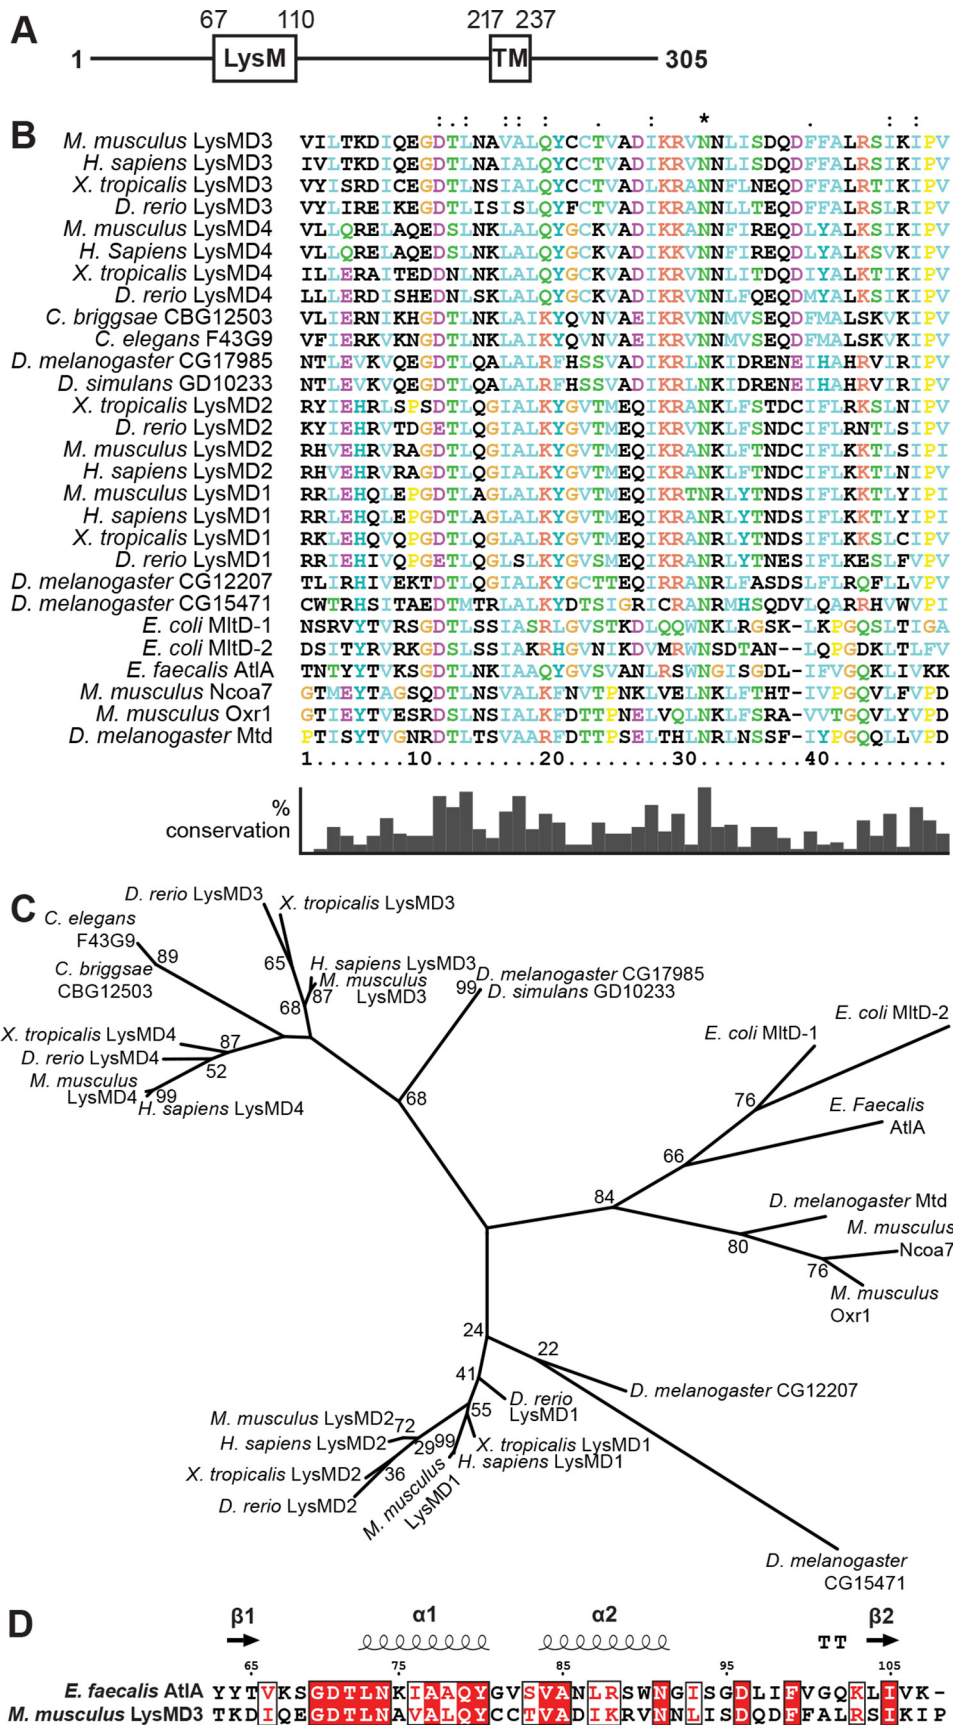 A
67 110 217 237
1 LysM TM 305
B
: . : : : : . : * . : :
M. musculus LysMD3 VILTKDIQEGDTLNAVALQYCCTVADIKRVNNLISDQDFFALRSIKIPV
H. sapiens LysMD3 IVLTKDIQEGDTLNAIALQYCCTVADIKRVNNLISDQDFFALRSIKIPV
X. tropicalis LysMD3 VYISRDICEGDTLNSIALQYCCTVADLKRANNFLNEQDFFALRTIKIPV
D. rerio LysMD3 VYLIREIKEGDTLISISLQYFCTVADIKRANNLLTEQDFFALRSLRIPV
M. musculus LysMD4 VLLQRELAQEDSLNKLALQYGCKVADIKKANNFIREQDLYALKSIKIPV
H. Sapiens LysMD4 VLLQRELAQEDSLNKLALQYGCKVADIKRVNNFIREQDLYALKSIKIPV
X. tropicalis LysMD4 ILLERAITEDDNLNKLALQYGCKVADIKRVNNLITDQDIYALKTIKIPV
D. rerio LysMD4 LLLERDISHEDNLSKLALQYGCKVADIKRVNNLFQEQDMYALKSIKIPV
C. briggsae CBG12503 VLIERNIKHGDTLNKLAIKYQVNVAEIKRVNNMVSEQDFMALSKVKIPV
C. elegans F43G9 VFIERKVKNGDTLNKLAIKYQVNVAEIKRVNNMVSEQDFMALSKVKIPV
D. melanogaster CG17985 NTLEVKVQEGDTLQALALRFHSSVADIKRLNKIDRENEIHAHRVIRIPV
D. simulans GD10233 NTLEVKVQEGDTLQALALRFHSSVADIKRLNKIDRENEIHAHRVIRIPV
X. tropicalis LysMD2 RYIEHRLSPSDTLQGIALKYGVTMEQIKRANKLFSTDCIFLRKSLNIPV
D. rerio LysMD2 KYIEHRVTDGETLQGIALKYGVTMEQIKRANKLFSNDCIFLRNTLSIPV
M. musculus LysMD2 RHVEHRVRAGDTLQGIALKYGVTMEQIKRANKLFTNDCIFLKKTLSIPI
H. sapiens LysMD2 RHVEHRVRAGDTLQGIALKYGVTMEQIKRANKLFTNDCIFLKKTLNIPV
M. musculus LysMD1 RRLEHQLEPGDTLAGLALKYGVTMEQIKRTNRLYTNDSIFLKKTLYIPI
H. sapiens LysMD1 RRLEHQLEPGDTLAGLALKYGVTMEQIKRANRLYTNDSIFLKKTLYIPI
X. tropicalis LysMD1 RKLEHQVQPGDTLQGLALRYGVTMEQIKRANRLYTNDSIFLKKSLCIPI
D. rerio LysMD1 RRIEHIVQPGETLQGLSLKYGVSMEQIKRANRLYTNESIFLKESLFVPV
D. melanogaster CG12207 TLIRHIVEKTDTLQGIALKYGCTTEQIRRANRLFASDSLFLRQFLLVPV
D. melanogaster CG15471 CWTRHSITAEDTMTRLALKYDTSIGRICRANRMHSQDVLQARRHVWVPI
E. coli MltD-1 NSRVYTVRSGDTLSSIASRLGVSTKDLQQWNKLRGSK-LKPGQSLTIGA
E. coli MltD-2 DSITYRVRKGDSLSSIAKRHGVNIKDVMRWNSDTAN--LQPGDKLTLFV
E. faecalis AtlA TNTYYTVKSGDTLNKIAAQYGVSVANLRSWNGISGDL-IFVGQKLIVKK
M. musculus Ncoa7 GTMEYTAGSQDTLNSVALKFNVTPNKLVELNKLFTHT-IVPGQVLFVPD
M. musculus Oxr1 GTIEYTVESRDSLNSIALKFDTTPNELVQLNKLFSRA-VVTGQVLYVPD
D. melanogaster Mtd PTISYTVGNRDTLTSVAARFDTTPSELTHLNRLNSSF-IYPGQQLLVPD
1.......10........20........30........40.........
%
conservation
C
D. rerio LysMD3
X. tropicalis LysMD3
C. elegans
F43G9
89
C. briggsae
CBG12503
65
H. sapiens LysMD3
M. musculus
LysMD3
68 87
D. melanogaster CG17985
99 D. simulans GD10233
E. coli MltD-2
E. coli MltD-1
X. tropicalis LysMD4
87
D. rerio LysMD4
52
M. musculus
LysMD4 99
H. sapiens LysMD4
68
76
E. Faecalis
AtlA
66
84
D. melanogaster Mtd
M. musculus
Ncoa7
80
76
M. musculus
Oxr1
24
22
41
D. melanogaster CG12207
D. rerio
LysMD1
55
M. musculus LysMD2 72
H. sapiens LysMD2
29 99
X. tropicalis LysMD1
H. sapiens LysMD1
X. tropicalis LysMD2 36
D. rerio LysMD2
M. musculus
LysMD1
D. melanogaster
CG15471
D
β1 α1 α2 β2
TT
65 75 85 95 105
E. faecalis AtlA YYTVKSGDTLNKIAAQYGVSVANLRSWNGISGDLIFVGQKLIVK-
M. musculus LysMD3 TKDIQEGDTLNAVALQYCCTVADIKRVNNLISDQDFFALRSIKIP